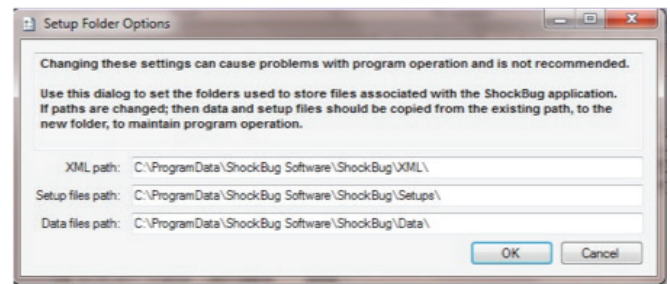 Setup Folder Options
Changing these settings can cause problems with program operation and is not recommended.
Use this dialog to set the folders used to store files associated with the ShockBug application.
If paths are changed; then data and setup files should be copied from the existing path, to the
new folder, to maintain program operation.
XML path: C:\ProgramData\ShockBug Software\ShockBug\XML\
Setup files path: C:\ProgramData\ShockBug Software\ShockBug\Setups\
Data files path: C:\ProgramData\ShockBug Software\ShockBug\Data\
OK Cancel